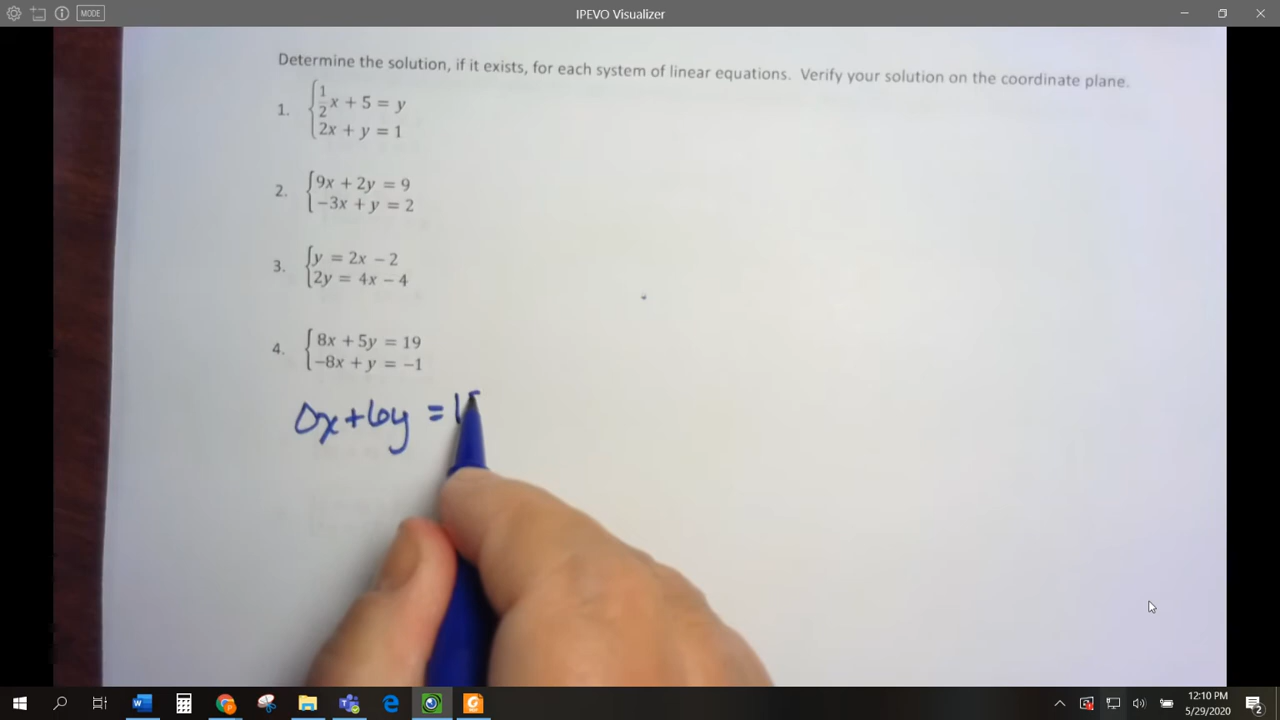 MODE
IPEVO Visualizer
Determine the solution, if it exists, for each system of linear equations. Verify your solution on the coordinate plane.
1. { 1/2 x + 5 = y
2x + y = 1
2. { 9x + 2y = 9
−3x + y = 2
3. { y = 2x − 2
2y = 4x − 4
4. { 8x + 5y = 19
−8x + y = −1
0x+6y = 1
12:10 PM
5/29/2020
2